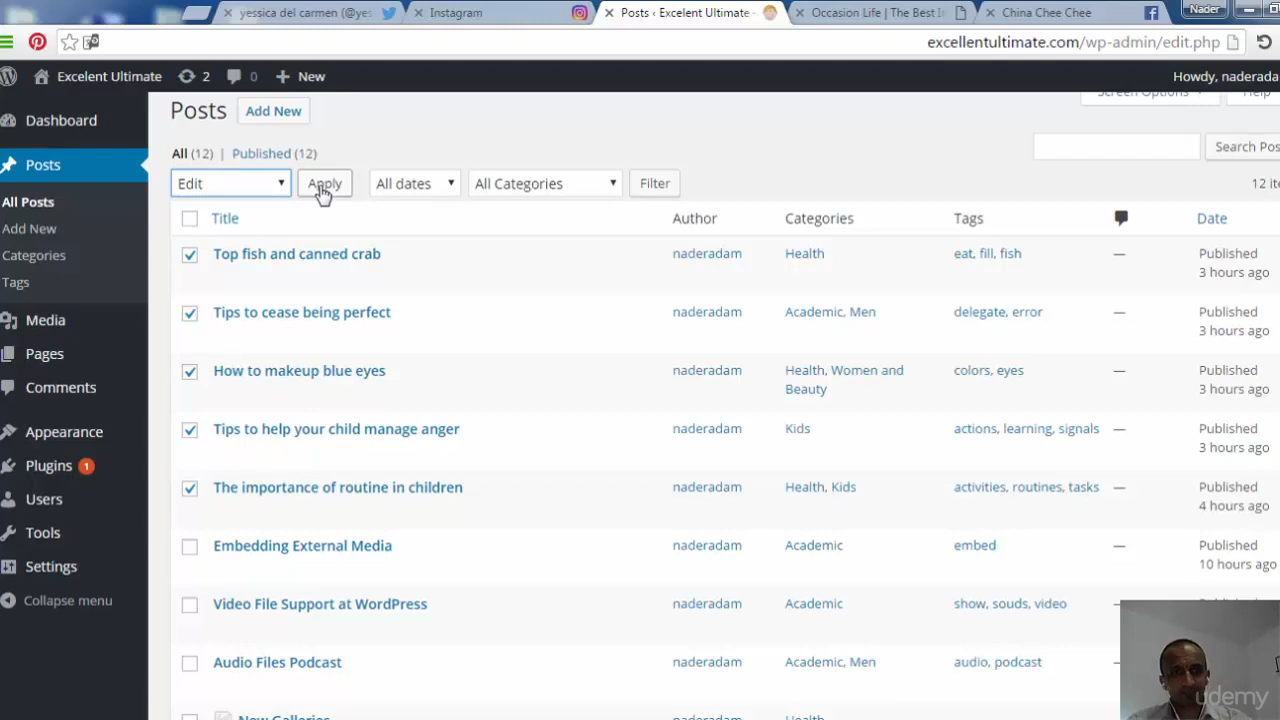 yessica del carmen (@yes
Instagram
Posts ‹ Excelent Ultimate –
Occasion Life | The Best I
China Chee Chee
Nader
excellentultimate.com/wp-admin/edit.php
Excelent Ultimate 2 0 New
Howdy, naderada
Dashboard
Posts
All Posts
Add New
Categories
Tags
Media
Pages
Comments
Appearance
Plugins 1
Users
Tools
Settings
Collapse menu
Posts Add New
Screen Options
Help
All (12) | Published (12)
Search Pos
Edit Apply All dates All Categories Filter
12 ite
Title Author Categories Tags Date
Top fish and canned crab naderadam Health eat, fill, fish — Published
3 hours ago
Tips to cease being perfect naderadam Academic, Men delegate, error — Published
3 hours ago
How to makeup blue eyes naderadam Health, Women and colors, eyes — Published
Beauty 3 hours ago
Tips to help your child manage anger naderadam Kids actions, learning, signals — Published
3 hours ago
The importance of routine in children naderadam Health, Kids activities, routines, tasks — Published
4 hours ago
Embedding External Media naderadam Academic embed — Published
10 hours ago
Video File Support at WordPress naderadam Academic show, souds, video
Audio Files Podcast naderadam Academic, Men audio, podcast
New Galleries naderadam Health
udemy